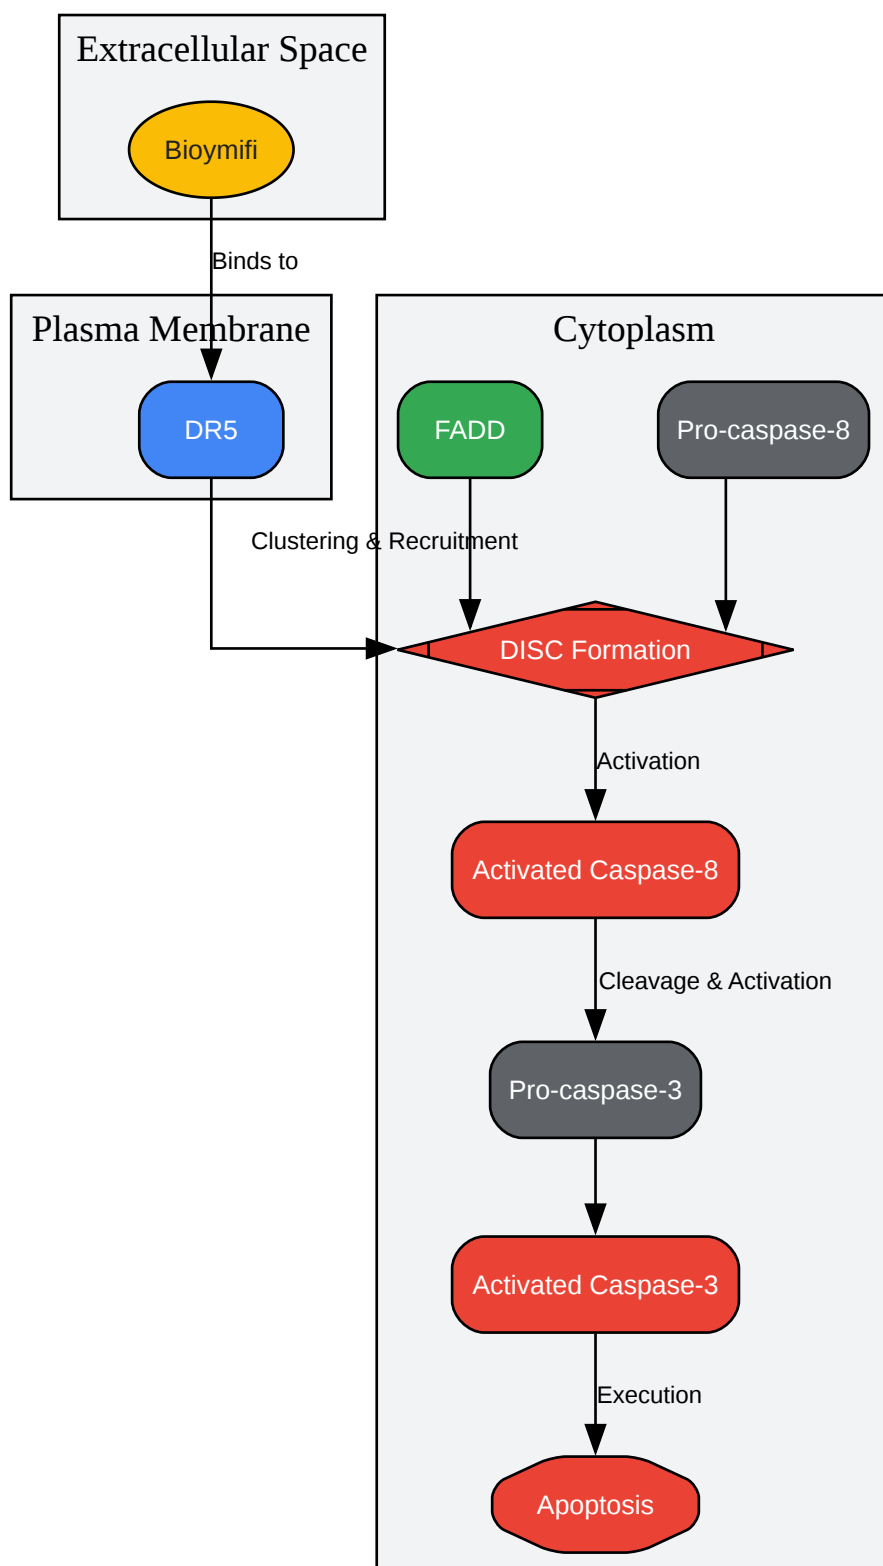 Extracellular Space
Bioymifi
Binds to
Plasma Membrane
DR5
Cytoplasm
FADD
Pro-caspase-8
Clustering & Recruitment
DISC Formation
Activation
Activated Caspase-8
Cleavage & Activation
Pro-caspase-3
Activated Caspase-3
Execution
Apoptosis